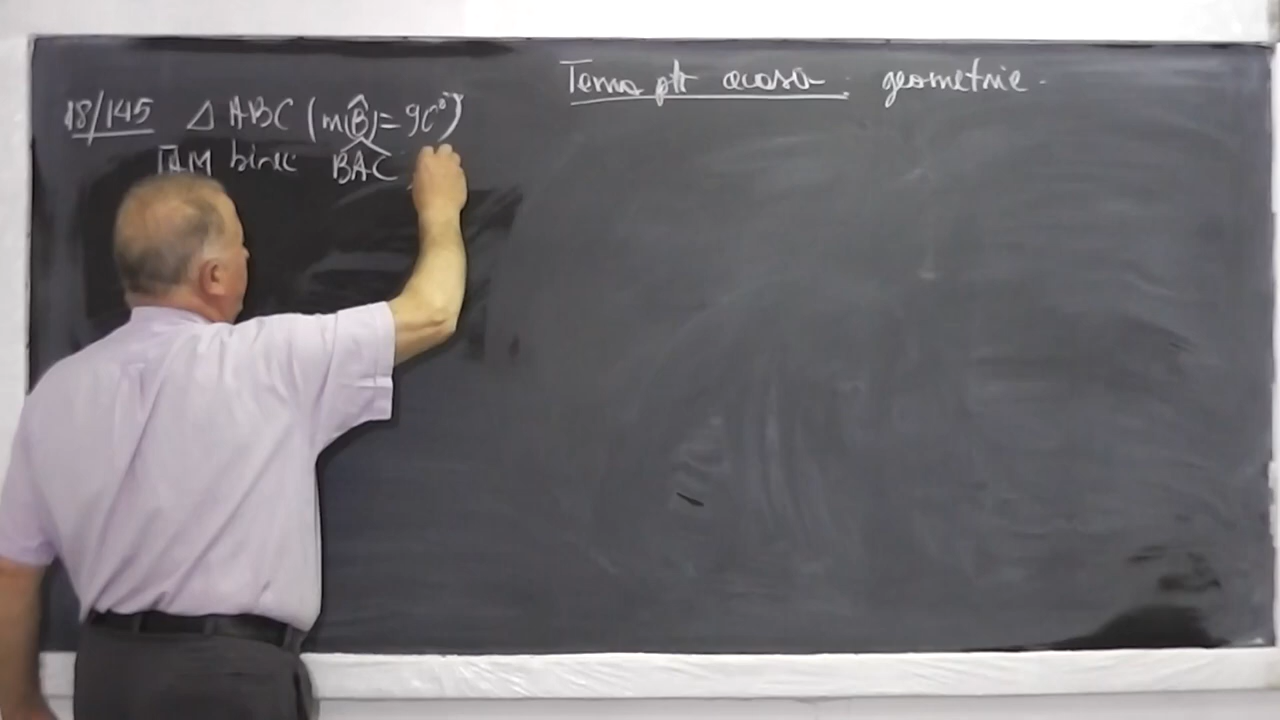 Tema ptr acasa : geometrie.
18/145 △ ABC (m(B̂)=90°)
[AM bisec BAC